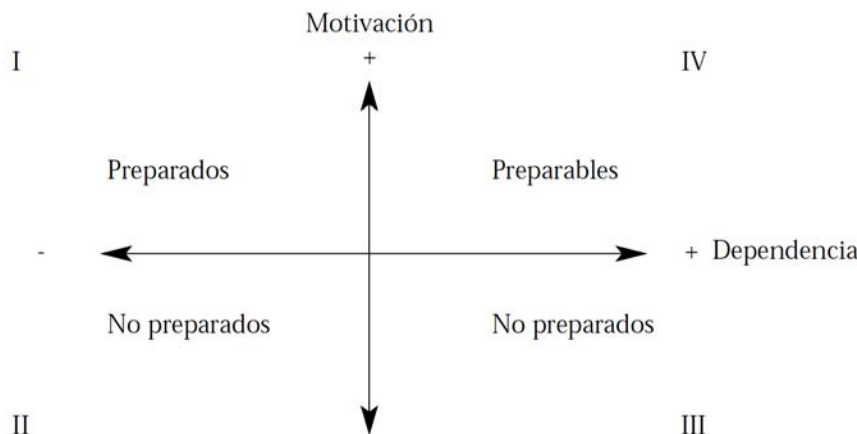 Motivación
I + IV
Preparados Preparables
- + Dependencia
No preparados No preparados
II III